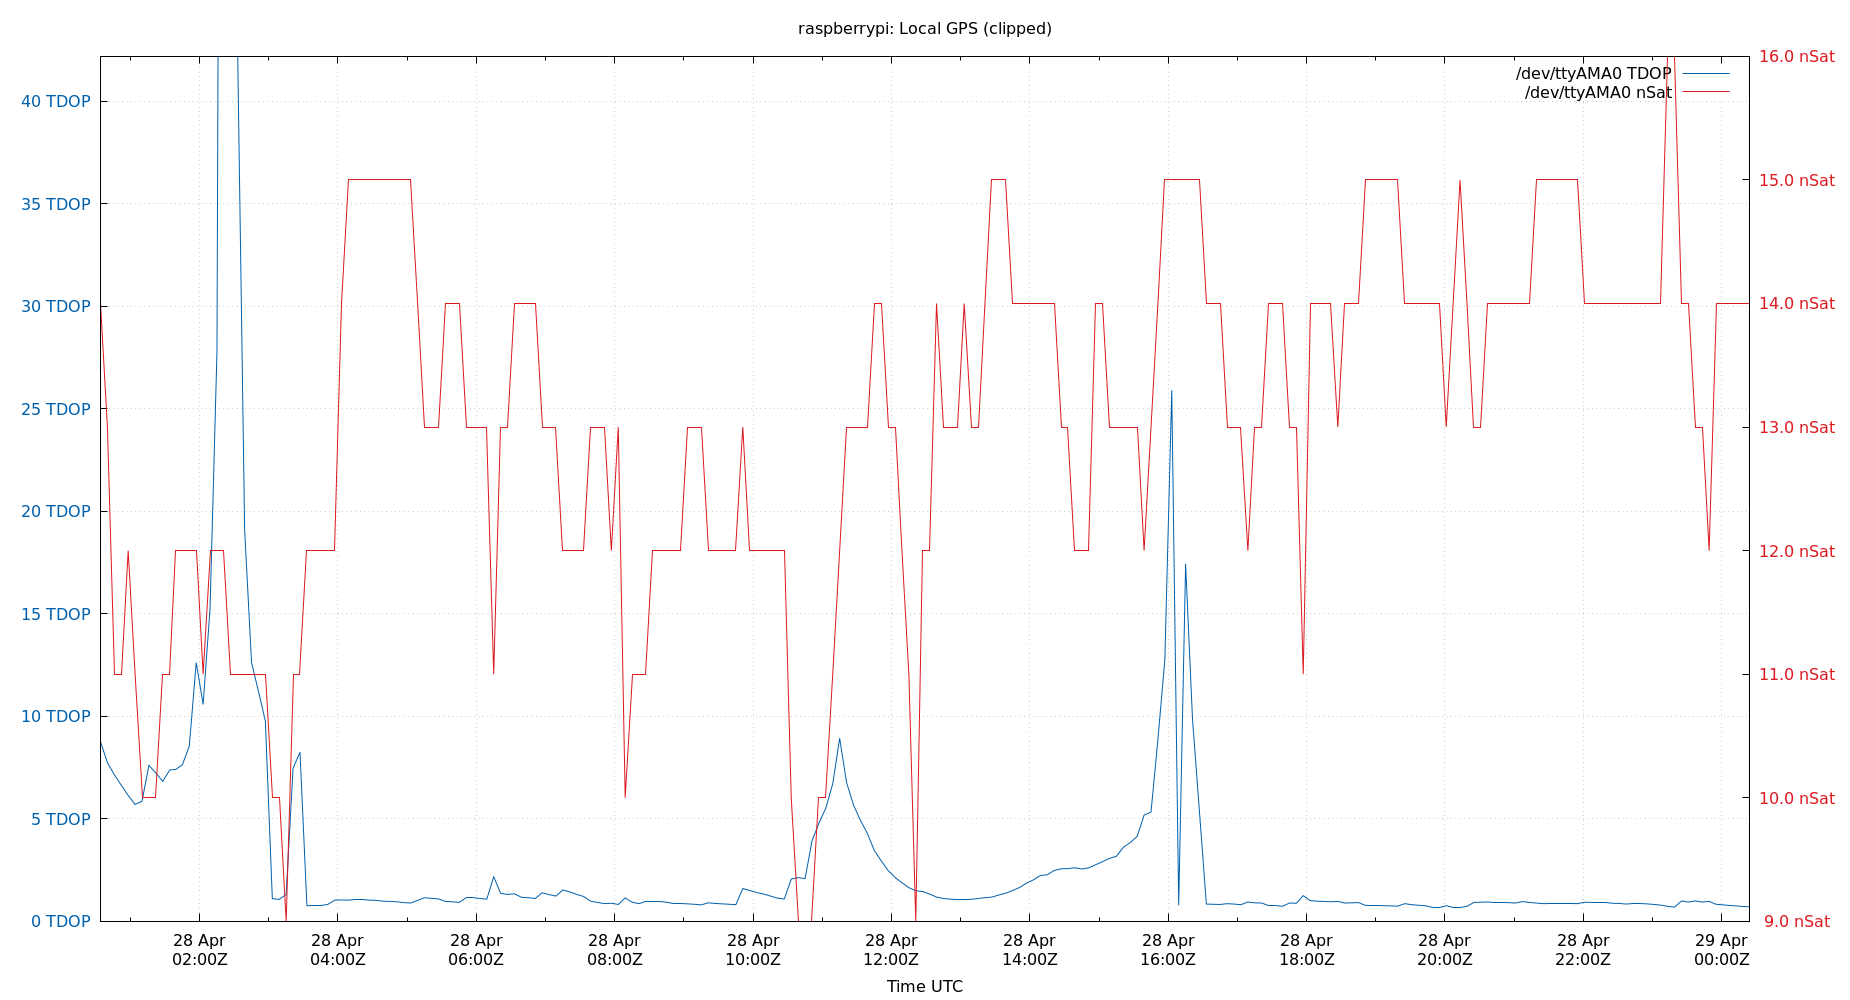 raspberrypi: Local GPS (clipped)
/dev/ttyAMA0 TDOP
/dev/ttyAMA0 nSat
40 TDOP
35 TDOP
30 TDOP
25 TDOP
20 TDOP
15 TDOP
10 TDOP
5 TDOP
0 TDOP
16.0 nSat
15.0 nSat
14.0 nSat
13.0 nSat
12.0 nSat
11.0 nSat
10.0 nSat
9.0 nSat
28 Apr
02:00Z
28 Apr
04:00Z
28 Apr
06:00Z
28 Apr
08:00Z
28 Apr
10:00Z
28 Apr
12:00Z
28 Apr
14:00Z
28 Apr
16:00Z
28 Apr
18:00Z
28 Apr
20:00Z
28 Apr
22:00Z
29 Apr
00:00Z
Time UTC